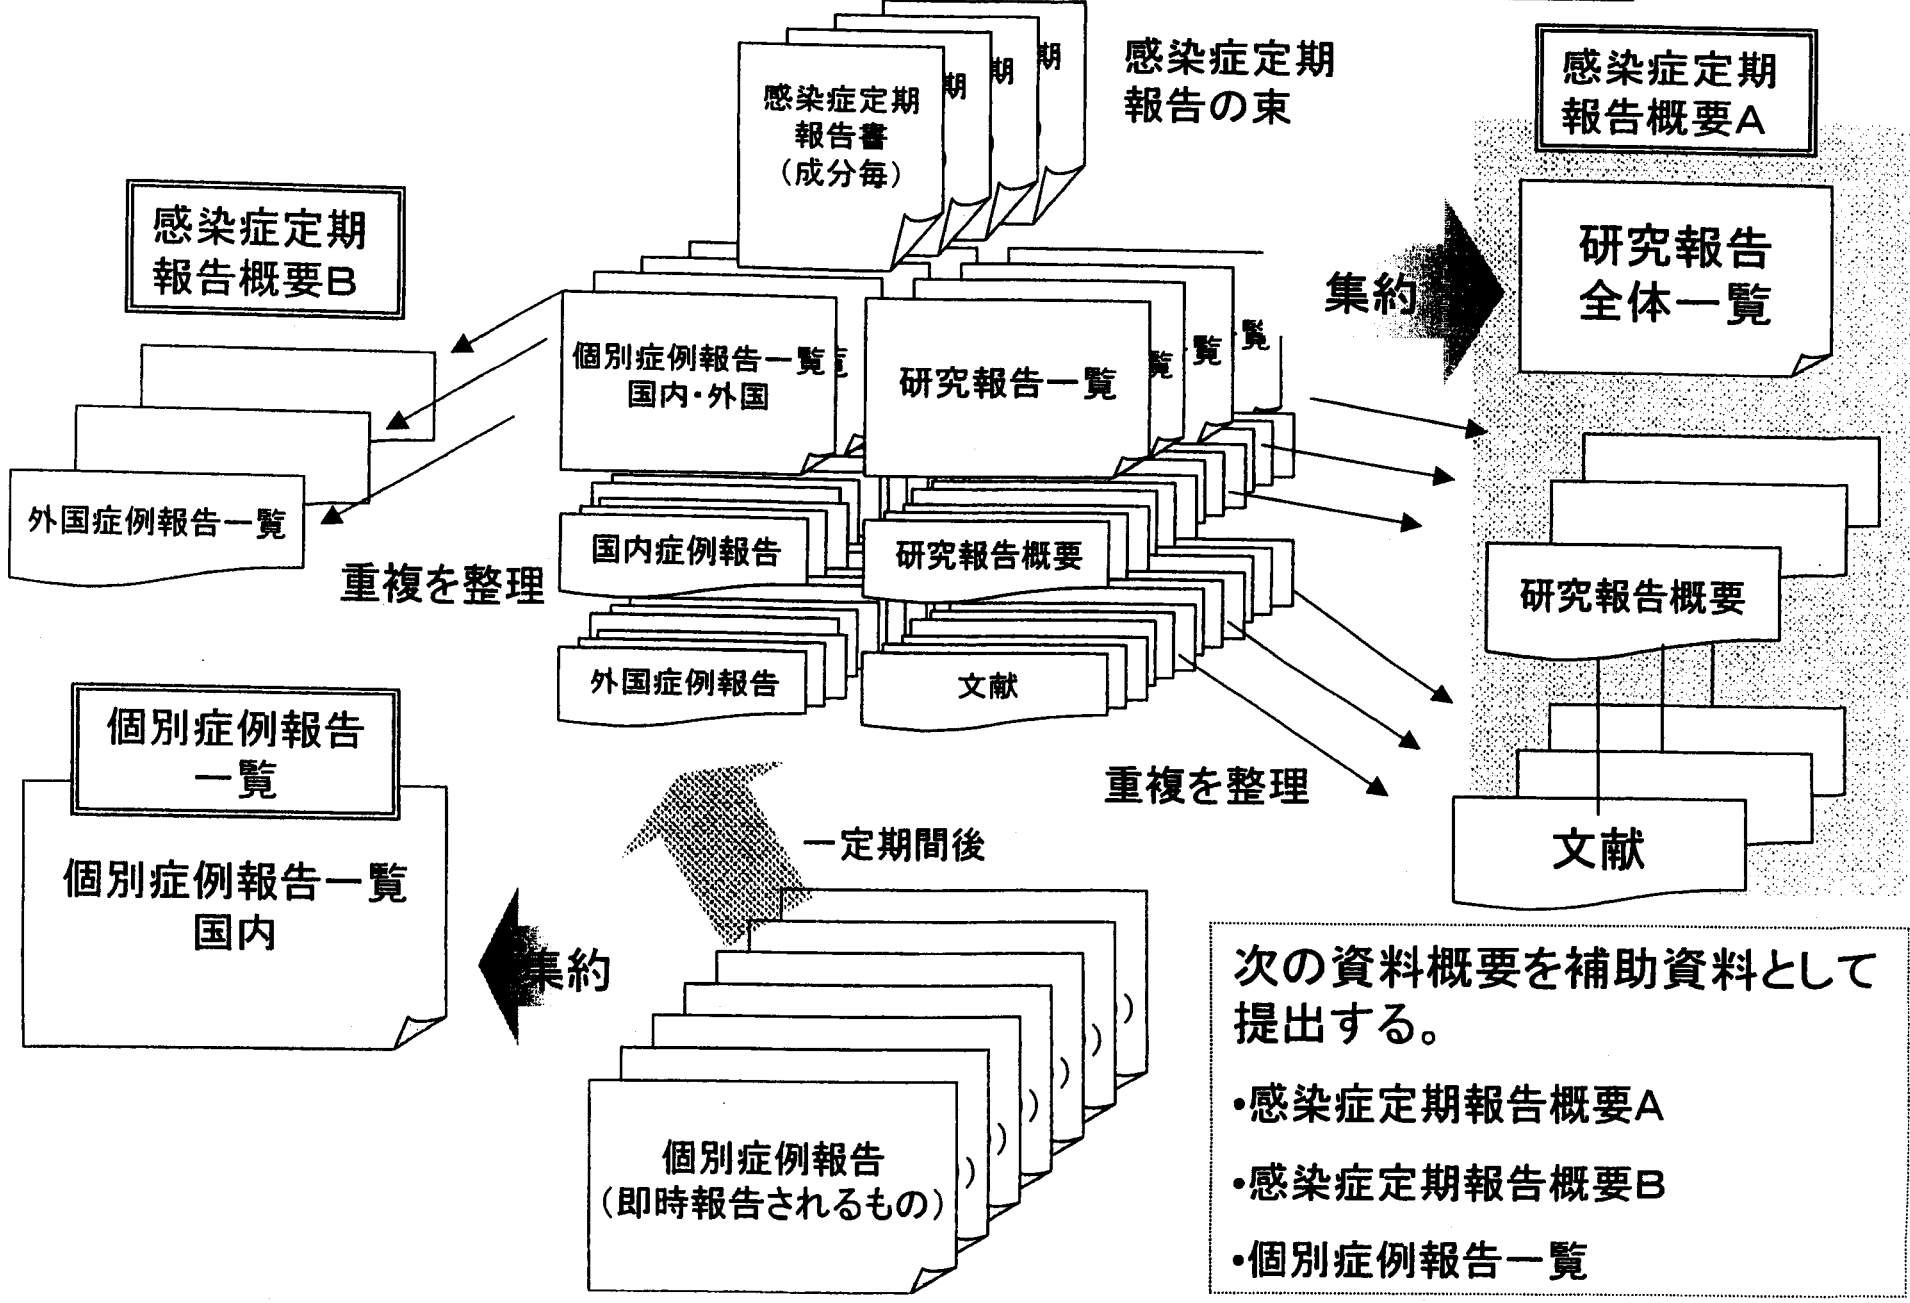 感染症定期
報告の束
感染症定期
報告概要A
期
期
期
感染症定期
報告書
(成分毎)
感染症定期
報告概要B
研究報告
全体一覧
集約
個別症例報告一覧
国内・外国
研究報告一覧
覧
一覧
一覧
外国症例報告一覧
重複を整理
国内症例報告
研究報告概要
外国症例報告
文献
研究報告概要
重複を整理
文献
個別症例報告
一覧
個別症例報告一覧
国内
集約
一定期間後
個別症例報告
(即時報告されるもの)
)
)
)
)
)
)
次の資料概要を補助資料として
提出する。
・感染症定期報告概要A
・感染症定期報告概要B
・個別症例報告一覧